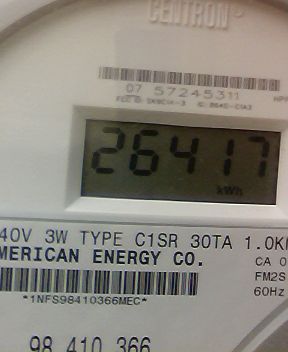 CENTRON
07 57245311
26417
kWh
40V 3W TYPE C1SR 30TA 1.0K
MERICAN ENERGY CO.
CA 0
FM2S
60Hz
*1NFS98410366MEC*
98 410 366